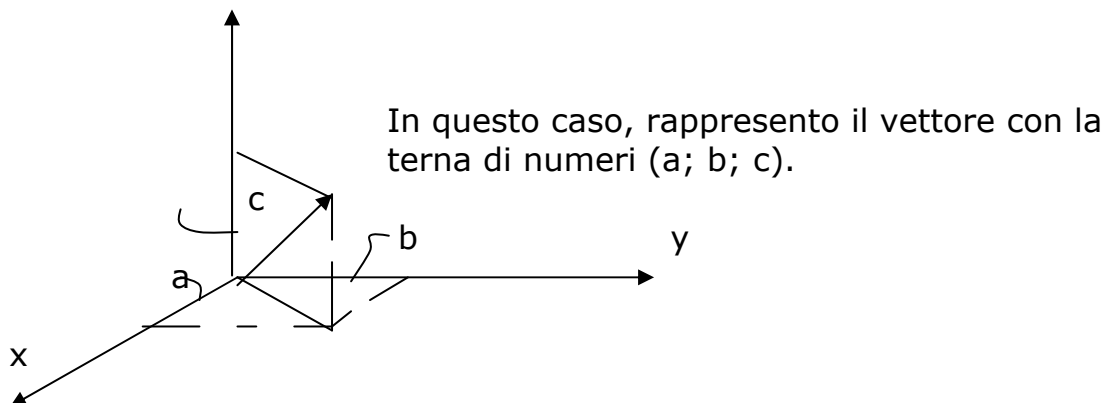 In questo caso, rappresento il vettore con la
terna di numeri (a; b; c).
c
b
y
a
x